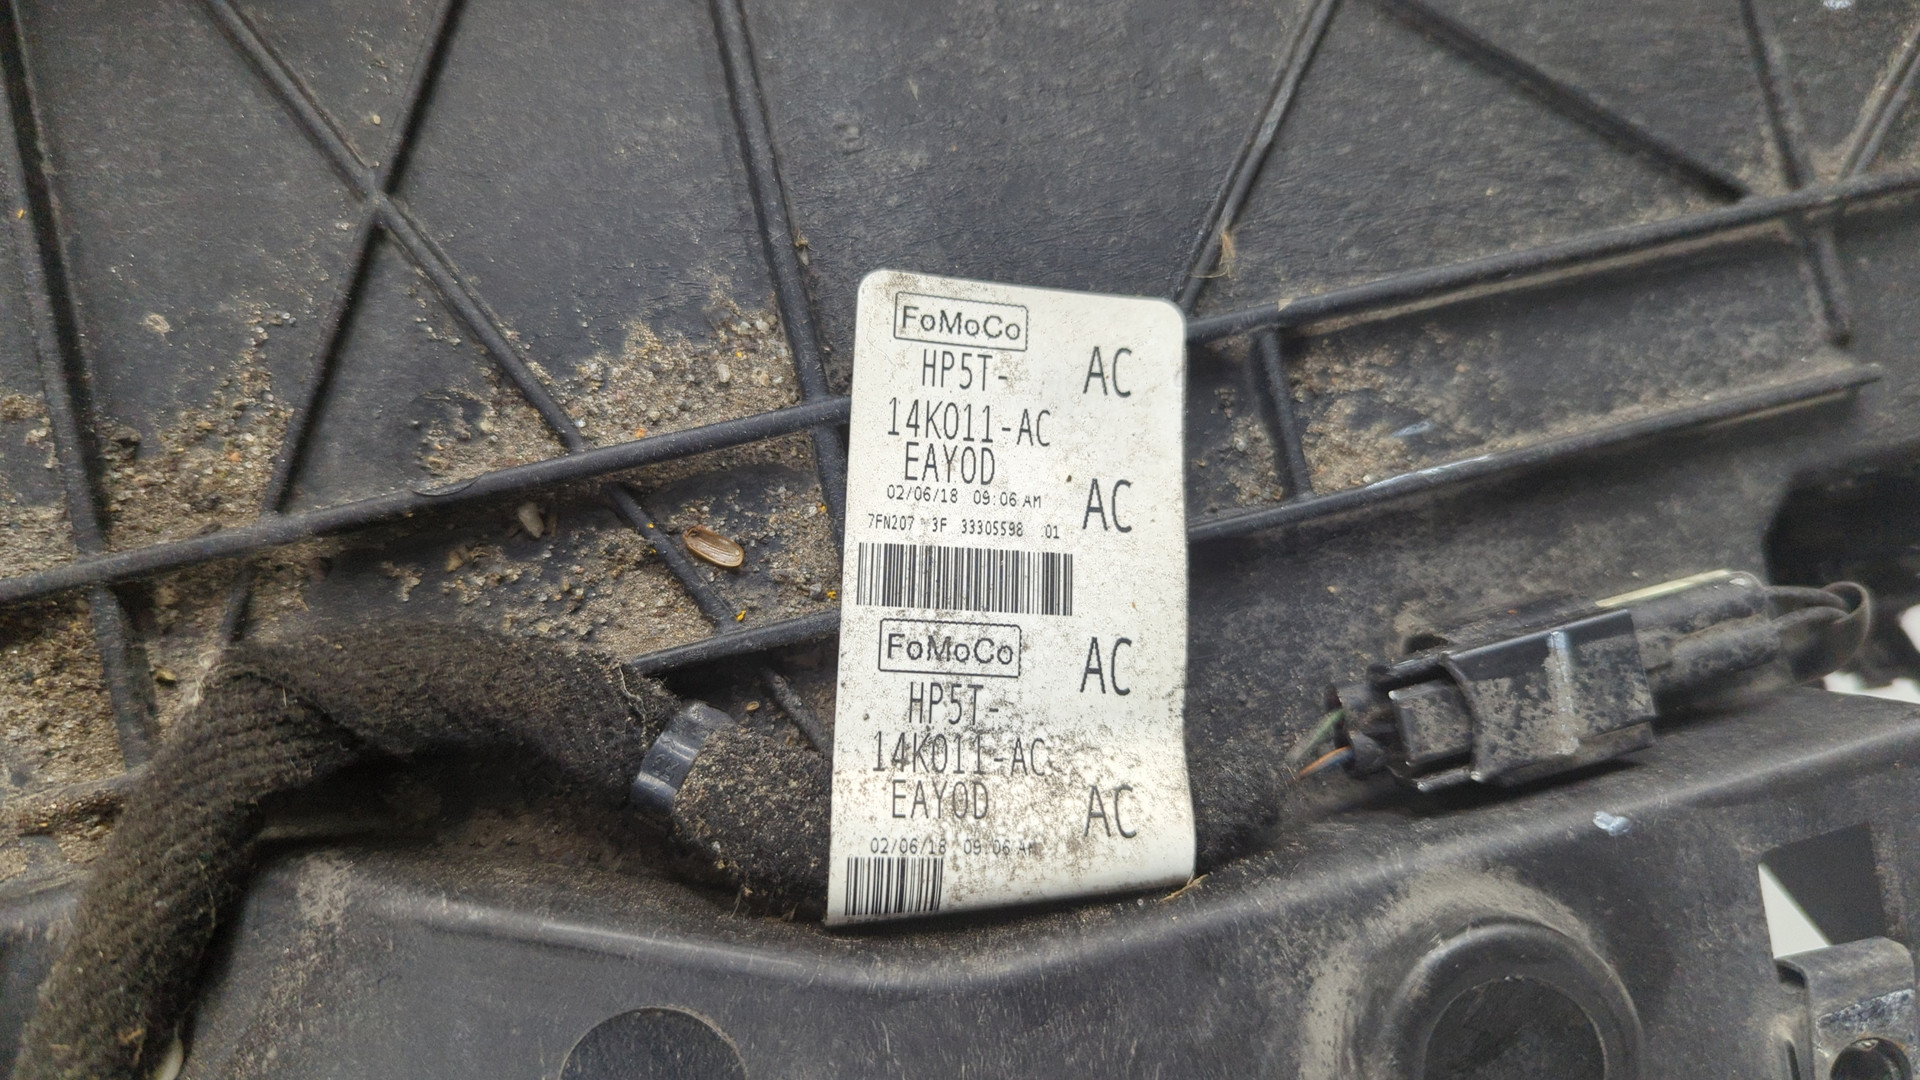 FoMoCo
HP5T-
14K011-AC
EAYOD
02/06/18 09:06 AM
7FN207 3F 33305598 01
AC
AC
FoMoCo
HP5T-
14K011-AC
EAYOD
02/06/18 09:06 AM
AC
AC